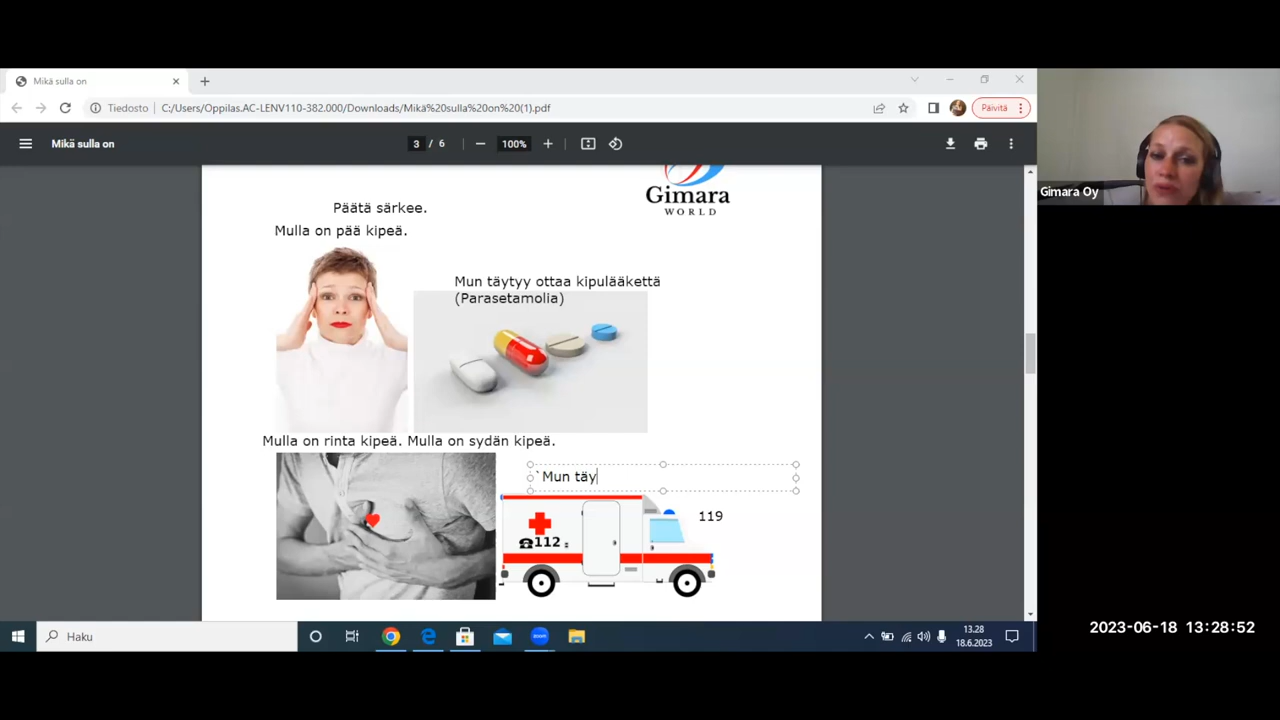 Mikä sulla on
Tiedosto
C:/Users/Oppilas.AC-LENV110-382.000/Downloads/Mikä%20sulla%20on%20(1).pdf
Päivitä
Mikä sulla on
3 / 6
100%
Gimara
WORLD
Päätä särkee.
Mulla on pää kipeä.
Mun täytyy ottaa kipulääkettä
(Parasetamolia)
Mulla on rinta kipeä. Mulla on sydän kipeä.
`Mun täy
119
112
Gimara Oy
Haku
zoom
13.28
18.6.2023
2023-06-18 13:28:52